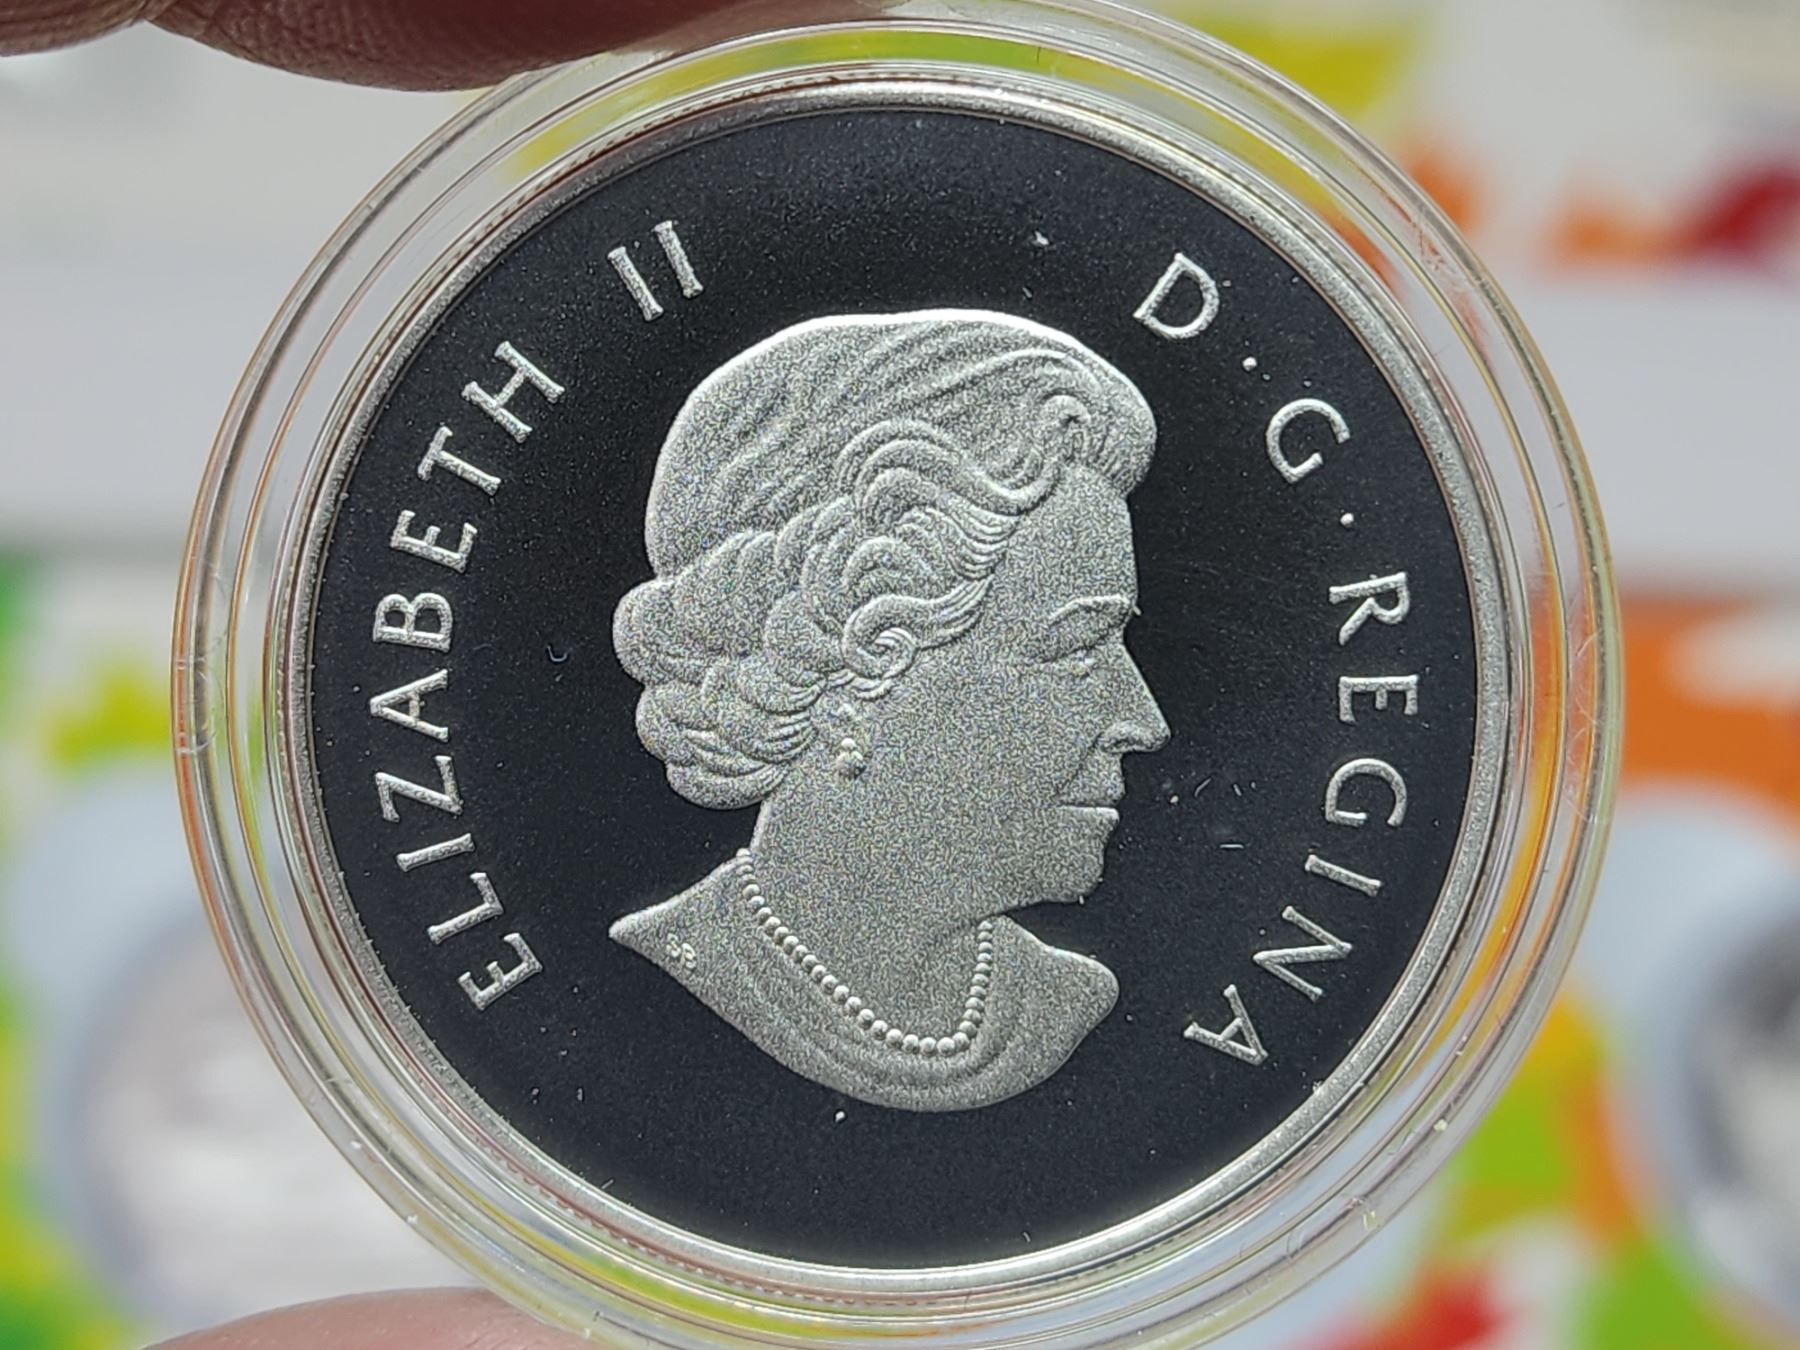 ELIZABETH II
D·G·REGINA
SB